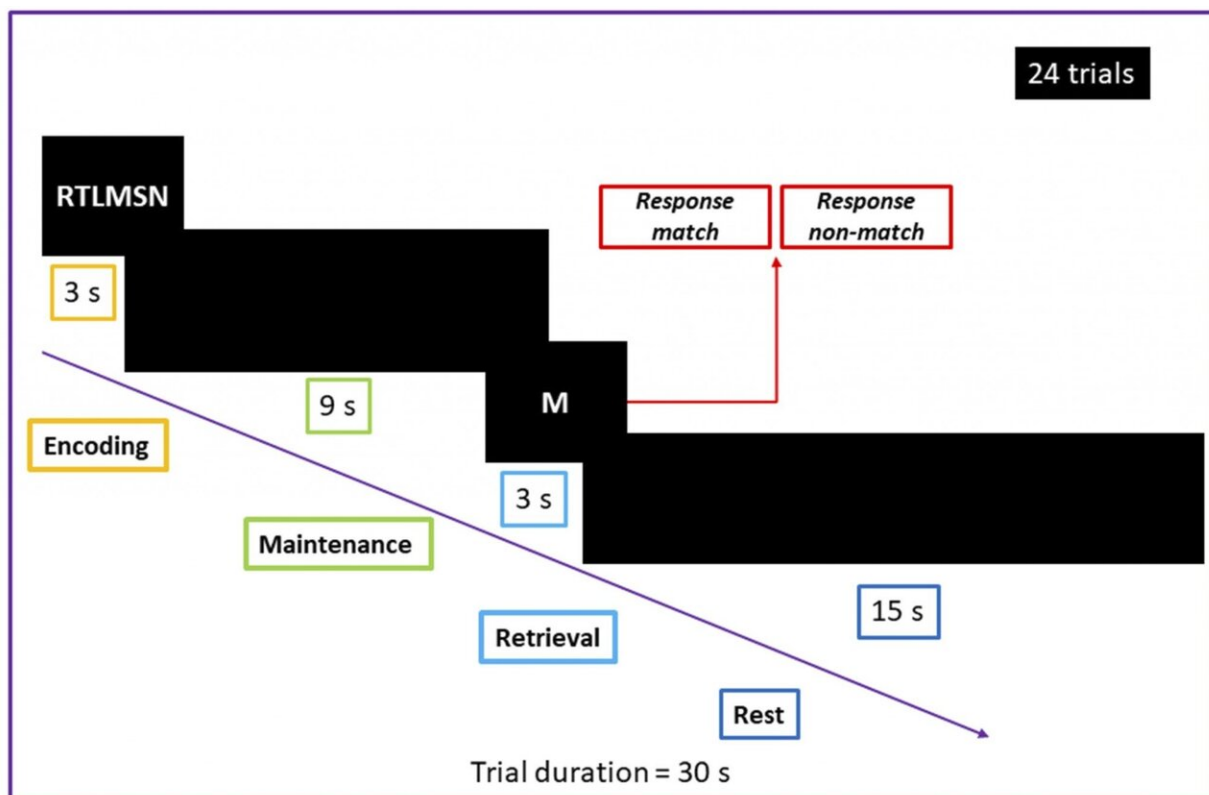 24 trials
RTLMSN
Response
match
Response
non-match
3 s
9 s
M
Encoding
3 s
Maintenance
15 s
Retrieval
Rest
Trial duration = 30 s